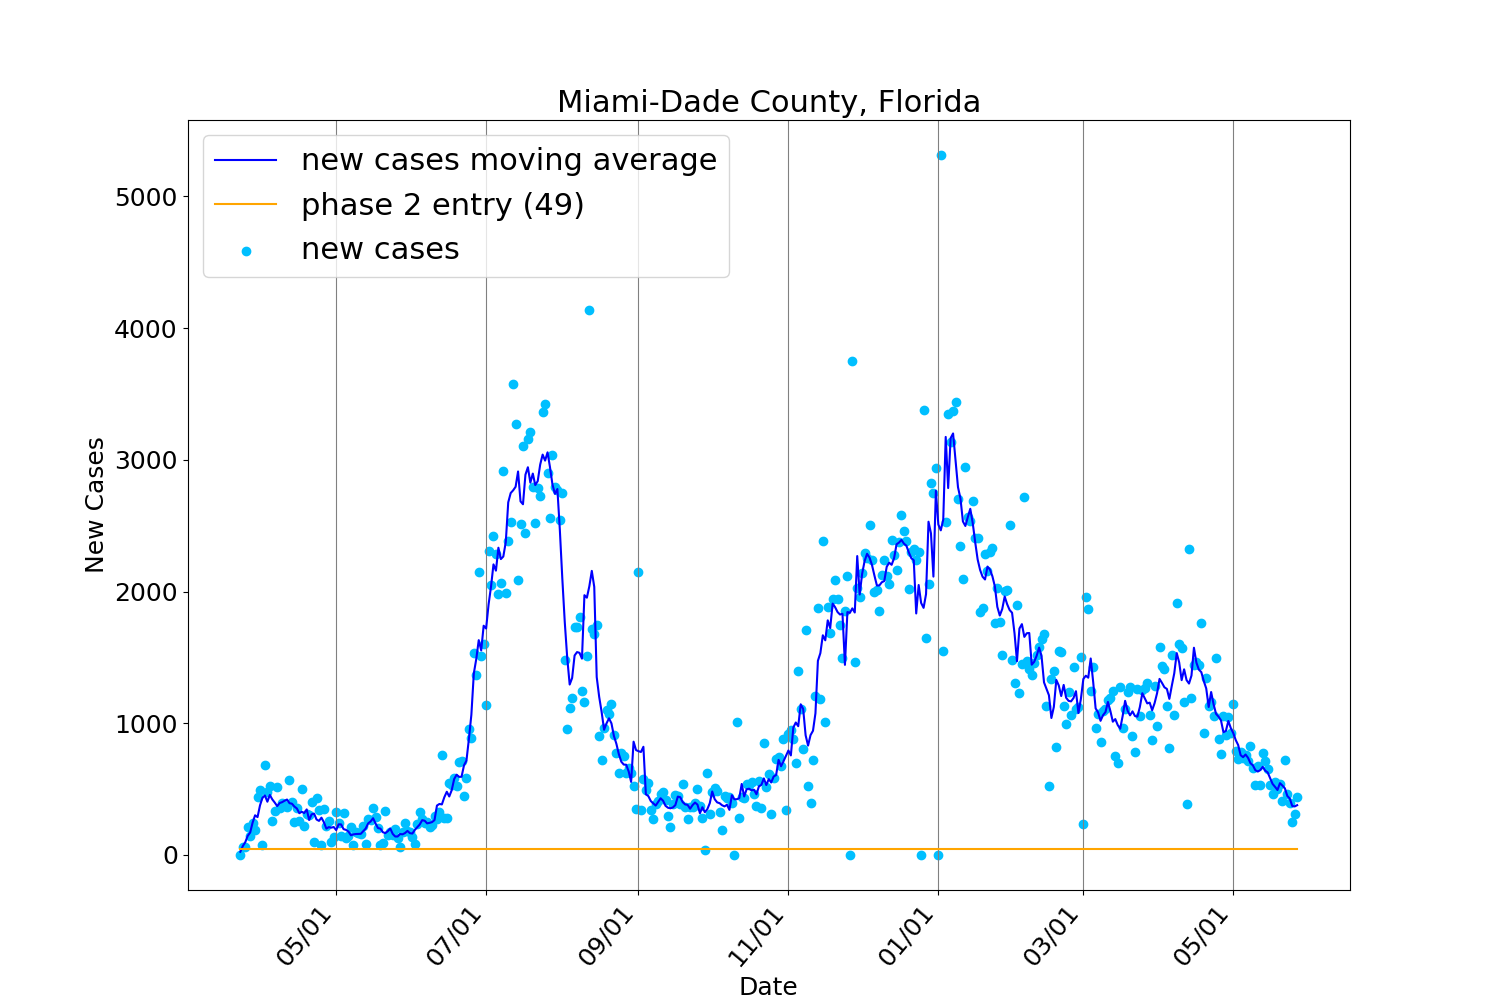 Miami-Dade County, Florida
new cases moving average
phase 2 entry (49)
new cases
5000
4000
3000
2000
1000
0
New Cases
05/01
07/01
09/01
11/01
01/01
03/01
05/01
Date